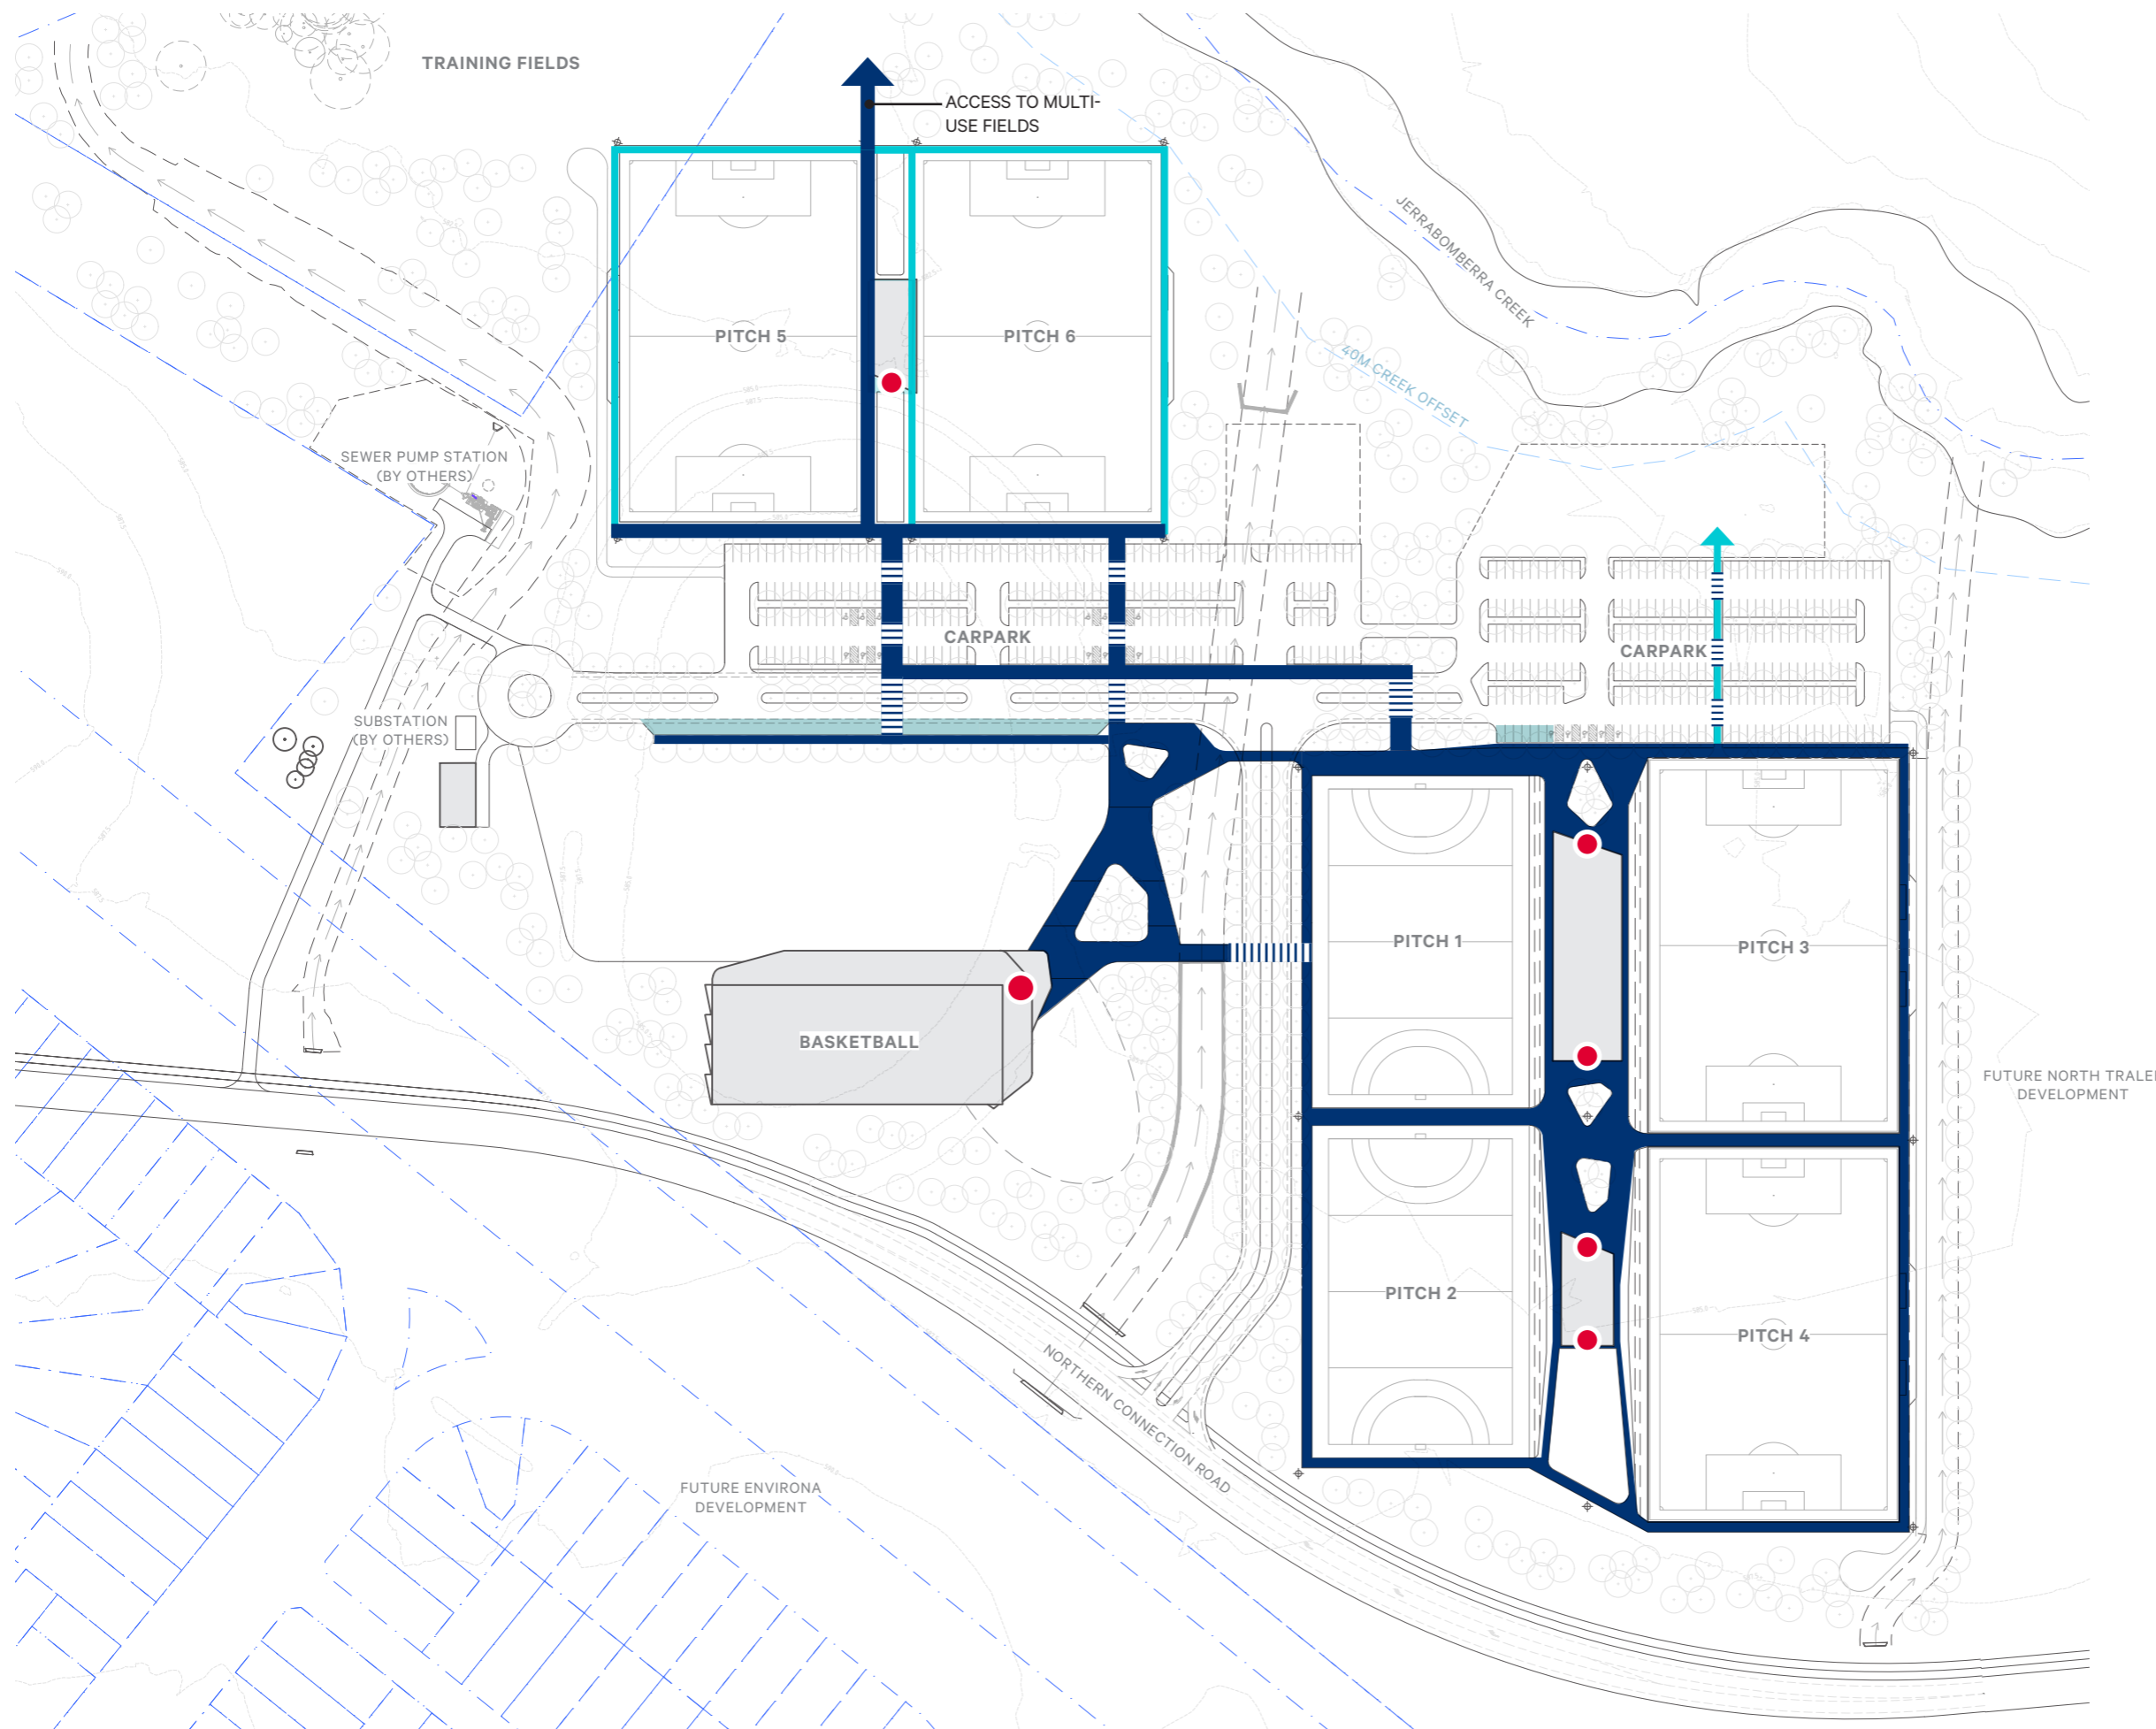 TRAINING FIELDS
ACCESS TO MULTI-
USE FIELDS
JERRABOMBERRA CREEK
PITCH 5
PITCH 6
40M CREEK OFFSET
SEWER PUMP STATION
(BY OTHERS)
CARPARK
CARPARK
SUBSTATION
(BY OTHERS)
PITCH 1
PITCH 3
BASKETBALL
FUTURE NORTH TRALE
DEVELOPMENT
PITCH 2
PITCH 4
NORTHERN CONNECTION ROAD
FUTURE ENVIRONA
DEVELOPMENT